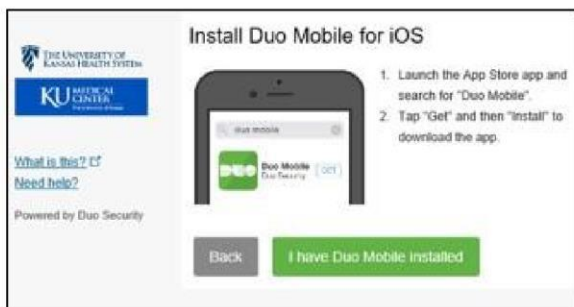 THE UNIVERSITY OF
KANSAS HEALTH SYSTEM
KU MEDICAL
CENTER
What is this?
Need help?
Powered by Duo Security
Install Duo Mobile for iOS
duo mobile
DUO
Duo Mobile
Duo Security
GET
1. Launch the App Store app and
search for "Duo Mobile".
2. Tap "Get" and then "Install" to
download the app.
Back
I have Duo Mobile installed